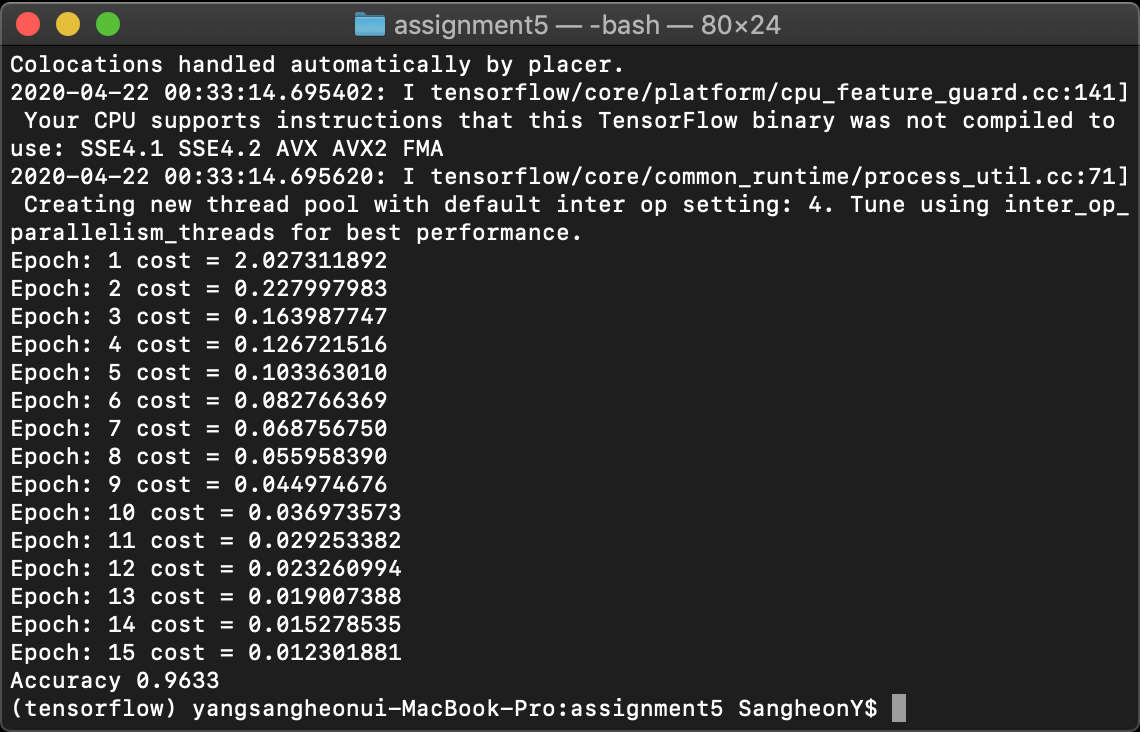 assignment5 — -bash — 80×24
Colocations handled automatically by placer.
2020-04-22 00:33:14.695402: I tensorflow/core/platform/cpu_feature_guard.cc:141]
 Your CPU supports instructions that this TensorFlow binary was not compiled to
use: SSE4.1 SSE4.2 AVX AVX2 FMA
2020-04-22 00:33:14.695620: I tensorflow/core/common_runtime/process_util.cc:71]
 Creating new thread pool with default inter op setting: 4. Tune using inter_op_
parallelism_threads for best performance.
Epoch: 1 cost = 2.027311892
Epoch: 2 cost = 0.227997983
Epoch: 3 cost = 0.163987747
Epoch: 4 cost = 0.126721516
Epoch: 5 cost = 0.103363010
Epoch: 6 cost = 0.082766369
Epoch: 7 cost = 0.068756750
Epoch: 8 cost = 0.055958390
Epoch: 9 cost = 0.044974676
Epoch: 10 cost = 0.036973573
Epoch: 11 cost = 0.029253382
Epoch: 12 cost = 0.023260994
Epoch: 13 cost = 0.019007388
Epoch: 14 cost = 0.015278535
Epoch: 15 cost = 0.012301881
Accuracy 0.9633
(tensorflow) yangsangheonui-MacBook-Pro:assignment5 SangheonY$